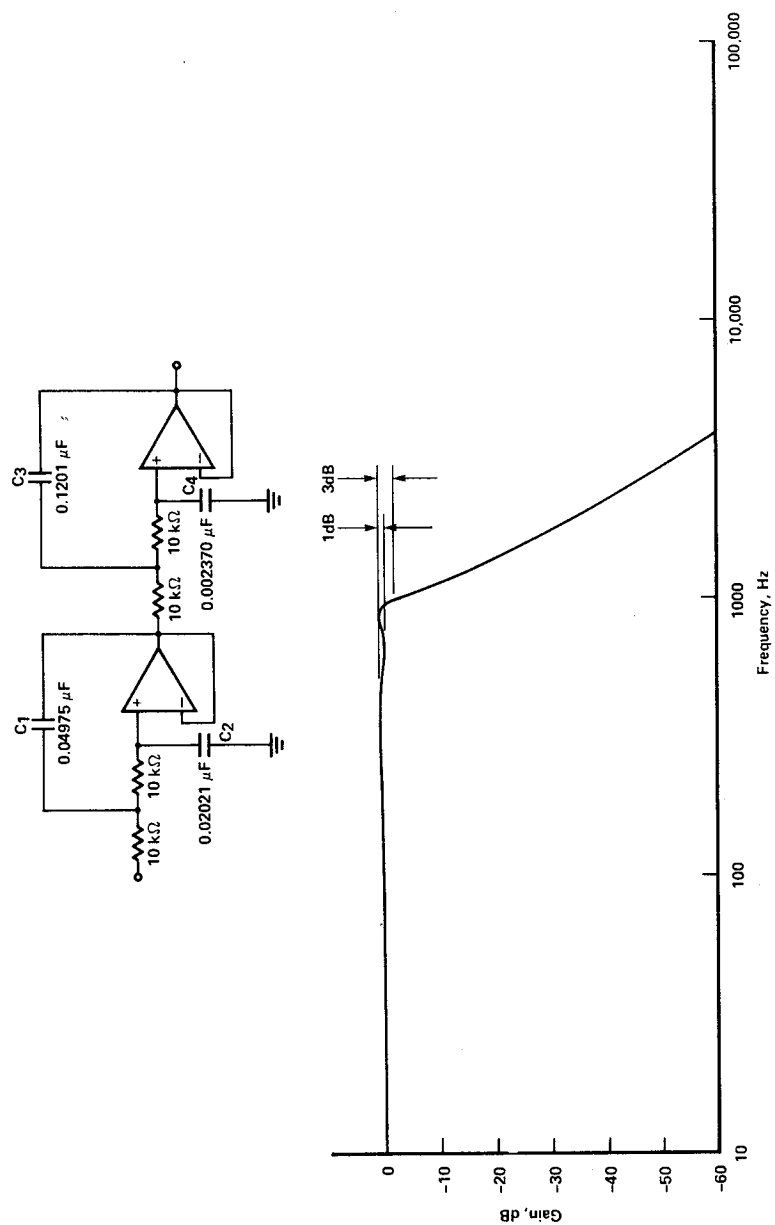 C1
0.04975 µF
10 kΩ
10 kΩ
+
−
C2
0.02021 µF
C3
0.1201 µF
10 kΩ
10 kΩ
+
−
C4
0.002370 µF
1dB
3dB
Gain, dB
0
-10
-20
-30
-40
-50
-60
10
100
1000
10,000
100,000
Frequency, Hz